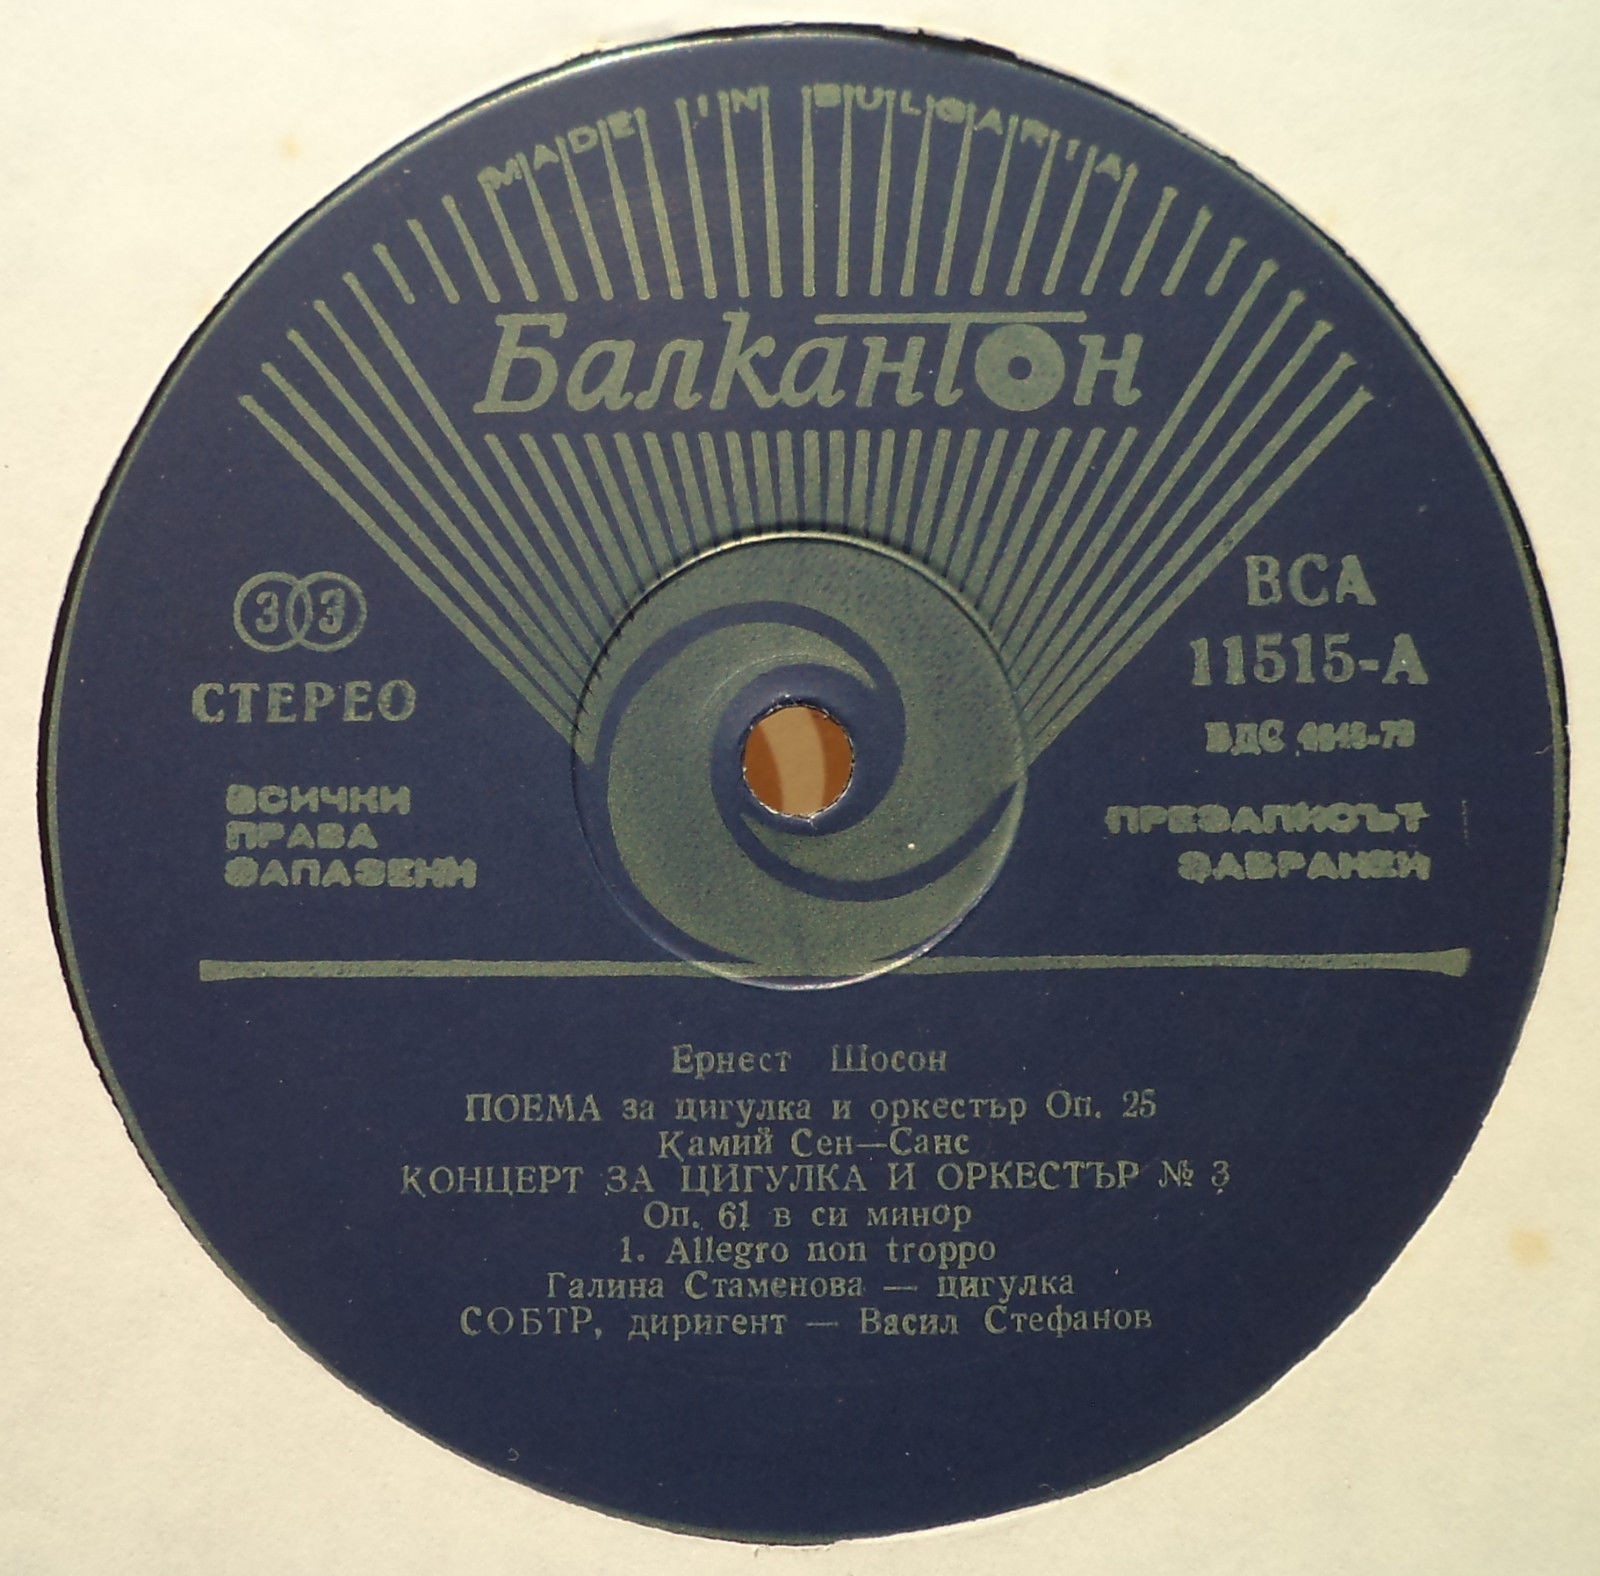 MADE IN BULGARIA
Балкантон
33
СТЕРЕО
ВСИЧКИ
ПРАВА
ЗАПАЗЕНИ
ВСА
11515-А
ВДС
ПРЕЗАПИСЪТ
ЗАБРАНЕН
Ернест Шосон
ПОЕМА за цигулка и оркестър Оп. 25
Камий Сен—Санс
КОНЦЕРТ ЗА ЦИГУЛКА И ОРКЕСТЪР № 3
Оп. 61 в си минор
1. Allegro non troppo
Галина Стаменова — цигулка
СОБТР, диригент — Васил Стефанов